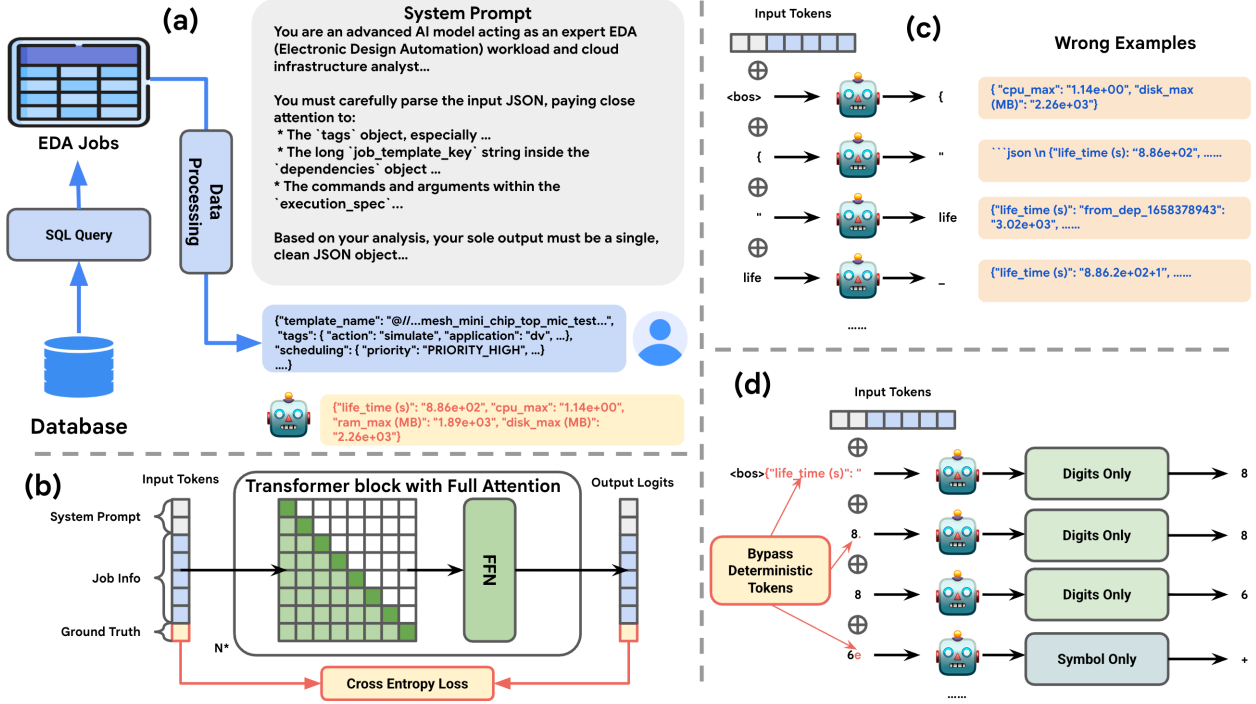 (a)
EDA Jobs
SQL Query
Database
Data
Processing
System Prompt
You are an advanced AI model acting as an expert EDA
(Electronic Design Automation) workload and cloud
infrastructure analyst...
You must carefully parse the input JSON, paying close
attention to:
* The `tags` object, especially ...
* The long `job_template_key` string inside the
`dependencies` object ...
* The commands and arguments within the
`execution_spec`...
Based on your analysis, your sole output must be a single,
clean JSON object...
{"template_name": "@//...mesh_mini_chip_top_mic_test...",
"tags": { "action": "simulate", "application": "dv", ...},
"scheduling": { "priority": "PRIORITY_HIGH", ...}
....}
{"life_time (s)": "8.86e+02", "cpu_max": "1.14e+00",
"ram_max (MB)": "1.89e+03", "disk_max (MB)":
"2.26e+03"}
(b)
Input Tokens
System Prompt
Job Info
Ground Truth
Transformer block with Full Attention
FFN
N*
Output Logits
Cross Entropy Loss
(c)
Input Tokens
Wrong Examples
<bos>
{
{ "cpu_max": "1.14e+00", "disk_max
(MB)": "2.26e+03"}
{
"
```json \n {"life_time (s): "8.86e+02", ......
"
life
{"life_time (s)": "from_dep_1658378943":
"3.02e+03", ......
life
_
{"life_time (s)": "8.86.2e+02+1", ......
......
(d)
Input Tokens
<bos>{"life_time (s)": "
Digits Only
8
8.
Digits Only
8
Bypass
Deterministic
Tokens
8
Digits Only
6
6e
Symbol Only
+
......